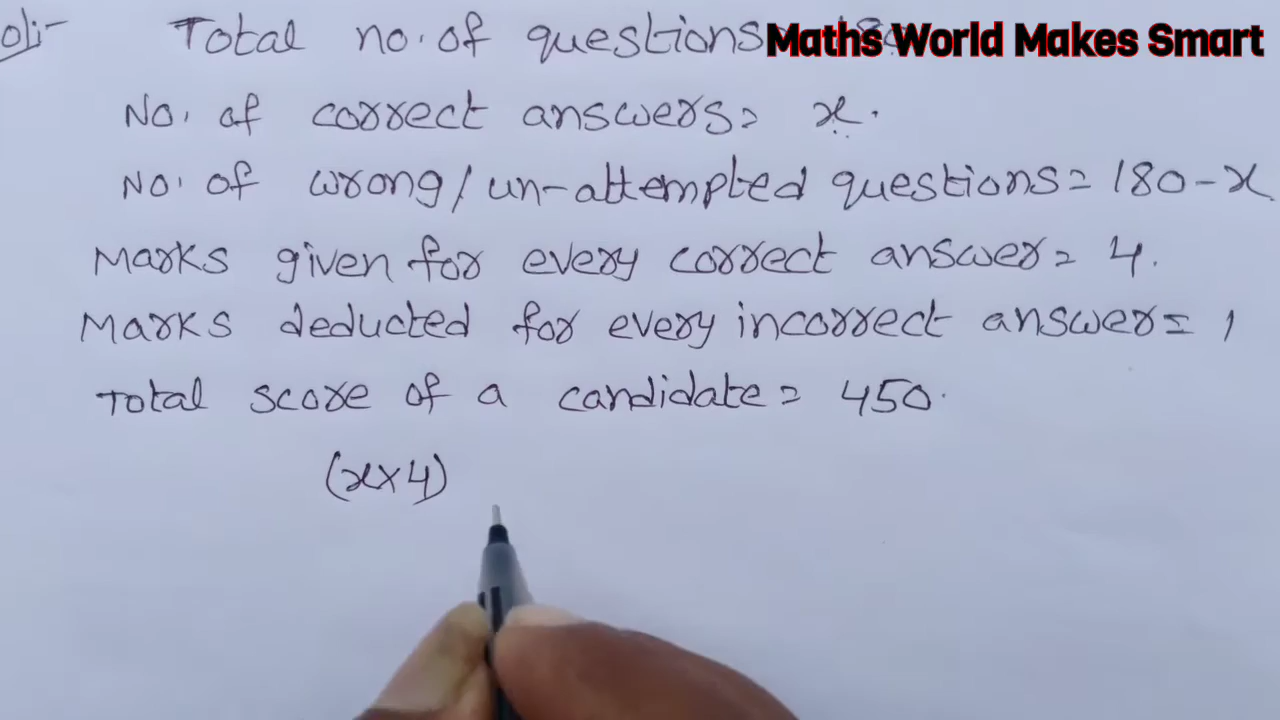 Sol:- Total no. of questions= 180
Maths World Makes Smart
No. of correct answers= x.
No. of wrong/un-attempted questions= 180-x
Marks given for every correct answer= 4.
Marks deducted for every incorrect answer= 1
Total score of a candidate= 450.
(x×4)